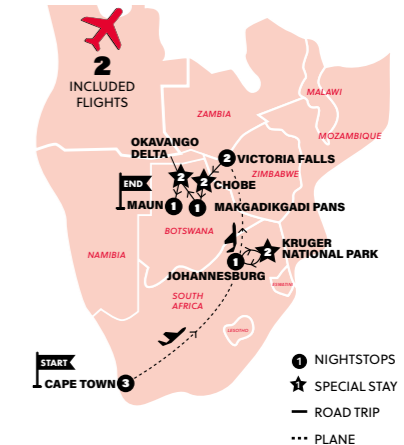 2
INCLUDED
FLIGHTS
MALAWI
ZAMBIA
MOZAMBIQUE
OKAVANGO
DELTA
2 VICTORIA FALLS
ZIMBABWE
2
2 CHOBE
END
MAUN 1
1 MAKGADIKGADI PANS
BOTSWANA
NAMIBIA
KRUGER
2 NATIONAL PARK
1
JOHANNESBURG
SOUTH
AFRICA
LESOTHO
START
CAPE TOWN 3
1 NIGHTSTOPS
1 SPECIAL STAY
ROAD TRIP
PLANE